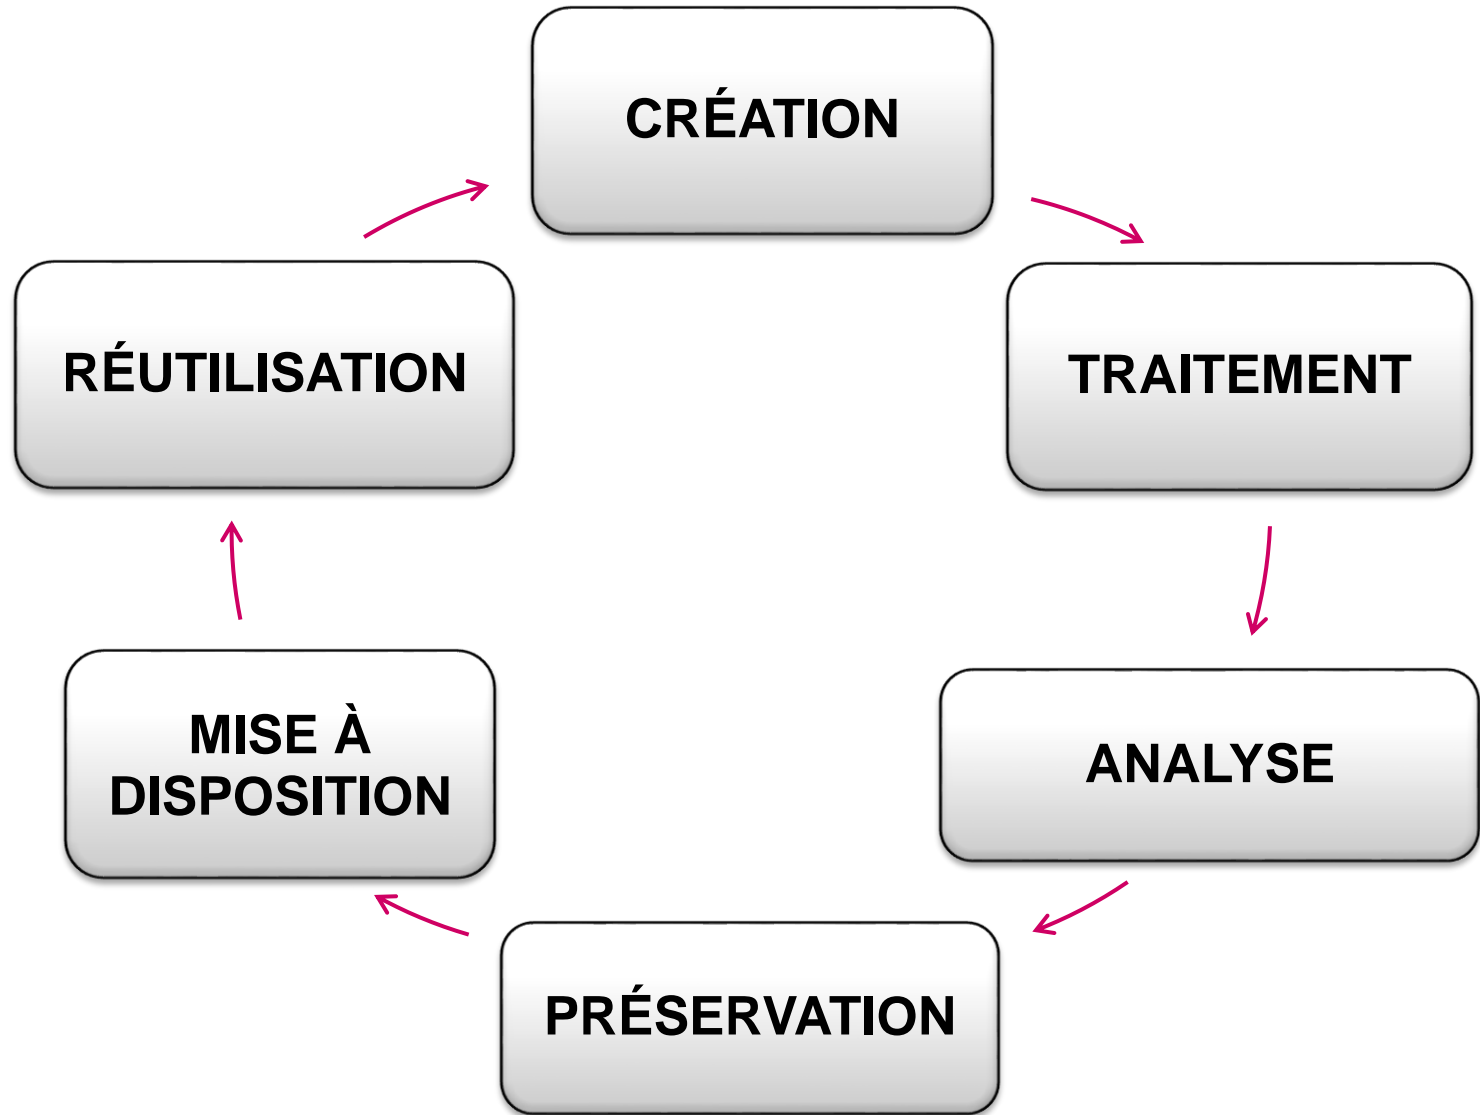 CRÉATION
TRAITEMENT
ANALYSE
PRÉSERVATION
MISE À
DISPOSITION
RÉUTILISATION